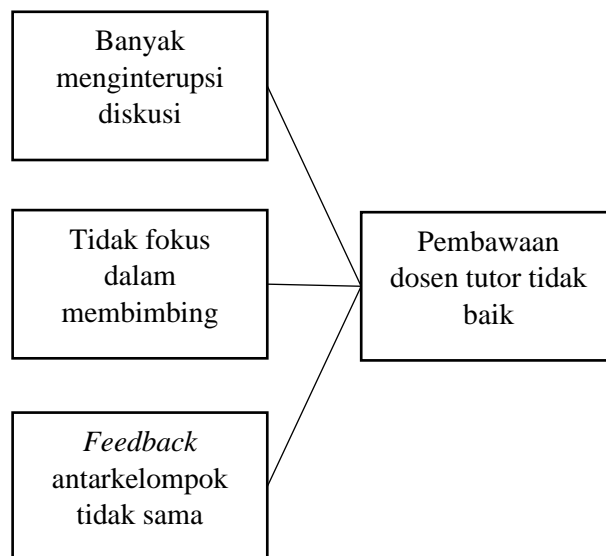 Banyak
menginterupsi
diskusi
Tidak fokus
dalam
membimbing
Feedback
antarkelompok
tidak sama
Pembawaan
dosen tutor tidak
baik